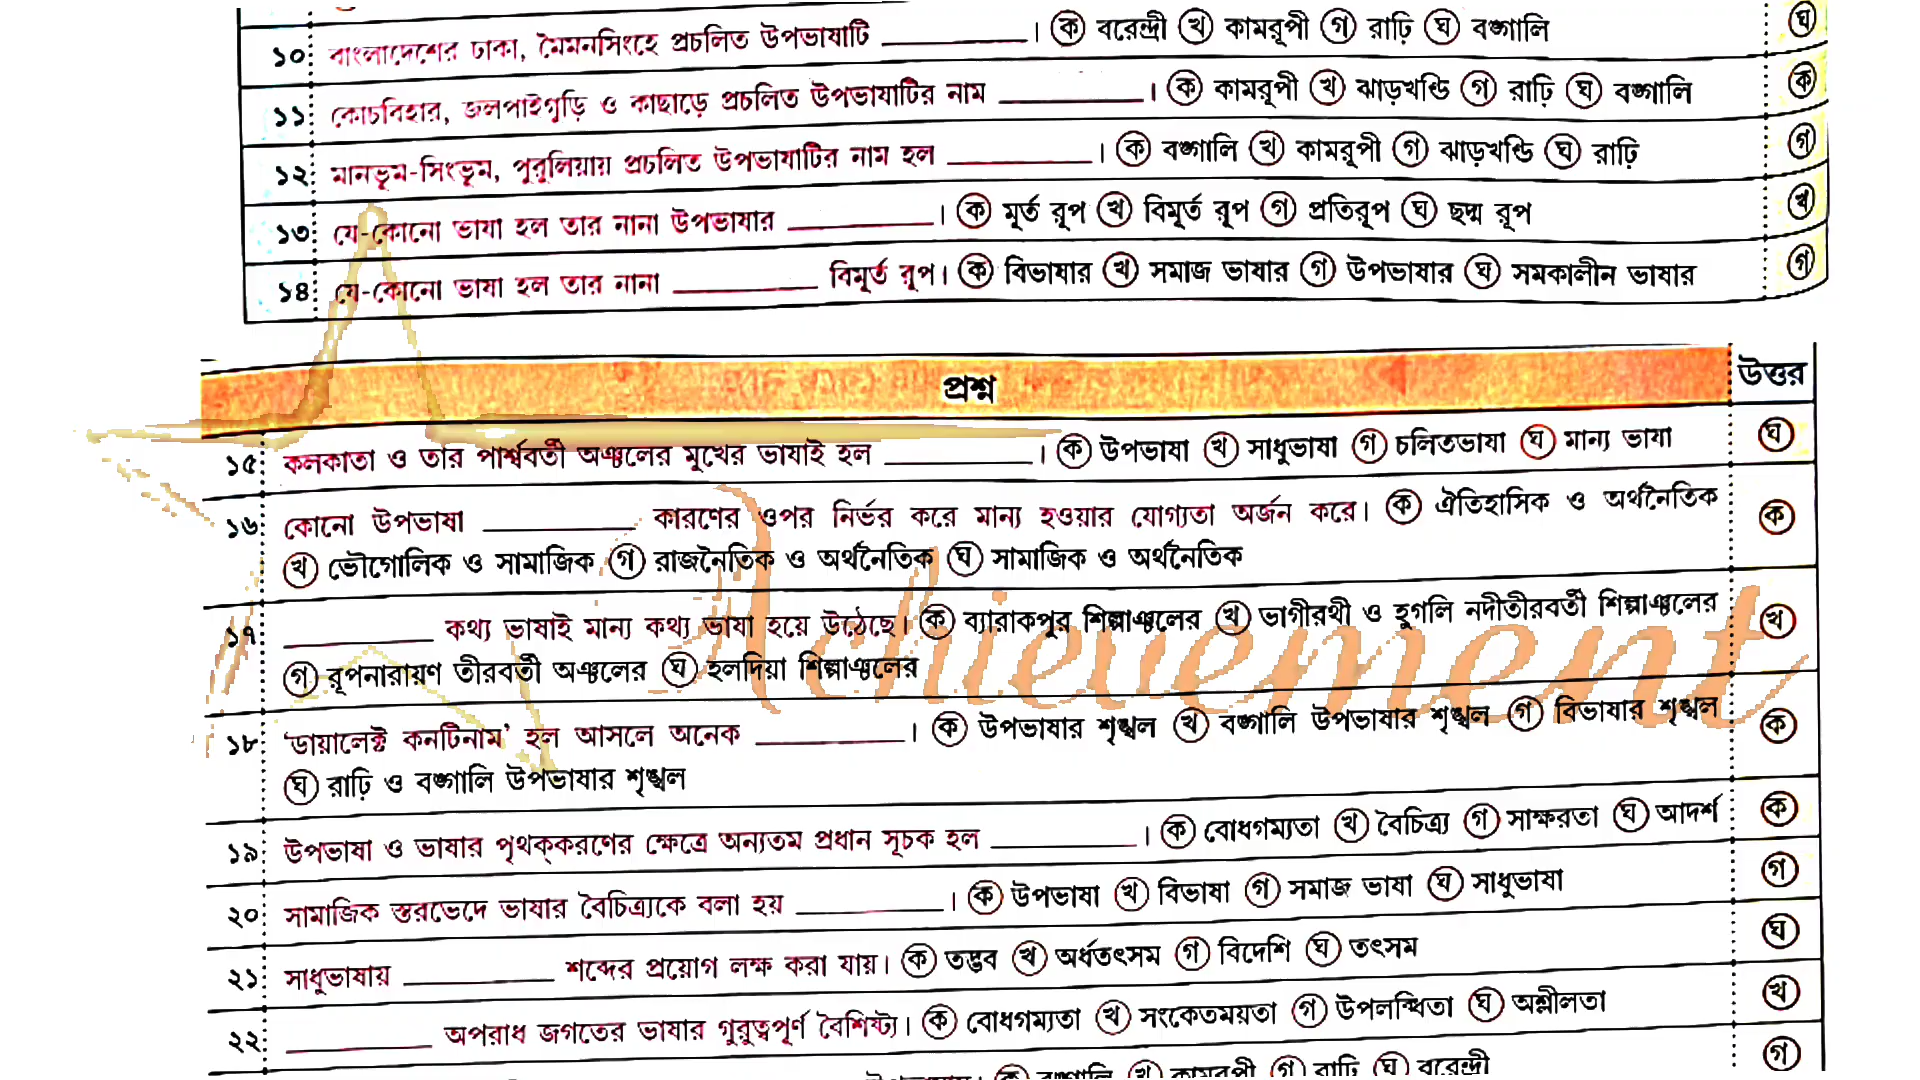 ১০ বাংলাদেশের ঢাকা, মৈমনসিংহে প্রচলিত উপভাষাটি ________। ক বরেন্দ্রী খ কামরূপী গ রাঢ়ি ঘ বঙ্গালি ঘ
১১ কোচবিহার, জলপাইগুড়ি ও কাছাড়ে প্রচলিত উপভাষাটির নাম ________। ক কামরূপী খ ঝাড়খণ্ডি গ রাঢ়ি ঘ বঙ্গালি ক
১২ মানভূম-সিংভূম, পুরুলিয়ায় প্রচলিত উপভাষাটির নাম হল ________। ক বঙ্গালি খ কামরূপী গ ঝাড়খণ্ডি ঘ রাঢ়ি গ
১৩ যে-কোনো ভাষা হল তার নানা উপভাষার ________। ক মূর্ত রূপ খ বিমূর্ত রূপ গ প্রতিরূপ ঘ ছদ্ম রূপ খ
১৪ যে-কোনো ভাষা হল তার নানা ________ বিমূর্ত রূপ। ক বিভাষার খ সমাজ ভাষার গ উপভাষার ঘ সমকালীন ভাষার গ
প্রশ্ন উত্তর
১৫ কলকাতা ও তার পার্শ্ববর্তী অঞ্চলের মুখের ভাষাই হল ________। ক উপভাষা খ সাধুভাষা গ চলিতভাষা ঘ মান্য ভাষা ঘ
১৬ কোনো উপভাষা ________ কারণের ওপর নির্ভর করে মান্য হওয়ার যোগ্যতা অর্জন করে। ক ঐতিহাসিক ও অর্থনৈতিক ক
খ ভৌগোলিক ও সামাজিক গ রাজনৈতিক ও অর্থনৈতিক ঘ সামাজিক ও অর্থনৈতিক
১৭ ________ কথ্য ভাষাই মান্য কথ্য ভাষা হয়ে উঠেছে। ক ব্যারাকপুর শিল্পাঞ্চলের খ ভাগীরথী ও হুগলি নদীতীরবর্তী শিল্পাঞ্চলের খ
গ রূপনারায়ণ তীরবর্তী অঞ্চলের ঘ হলদিয়া শিল্পাঞ্চলের
Achievement
১৮ 'ডায়ালেক্ট কনটিনাম' হল আসলে অনেক ________। ক উপভাষার শৃঙ্খল খ বঙ্গালি উপভাষার শৃঙ্খল গ বিভাষার শৃঙ্খল ক
ঘ রাঢ়ি ও বঙ্গালি উপভাষার শৃঙ্খল
১৯ উপভাষা ও ভাষার পৃথক্‌করণের ক্ষেত্রে অন্যতম প্রধান সূচক হল ________। ক বোধগম্যতা খ বৈচিত্র্য গ সাক্ষরতা ঘ আদর্শ ক
২০ সামাজিক স্তরভেদে ভাষার বৈচিত্র্যকে বলা হয় ________। ক উপভাষা খ বিভাষা গ সমাজ ভাষা ঘ সাধুভাষা গ
২১ সাধুভাষায় ________ শব্দের প্রয়োগ লক্ষ করা যায়। ক তদ্ভব খ অর্ধতৎসম গ বিদেশি ঘ তৎসম ঘ
২২ ________ অপরাধ জগতের ভাষার গুরুত্বপূর্ণ বৈশিষ্ট্য। ক বোধগম্যতা খ সংকেতময়তা গ উপলব্ধিতা ঘ অশ্লীলতা খ
ক বঙ্গালি খ কামরূপী গ রাঢ়ি ঘ বরেন্দ্রী গ